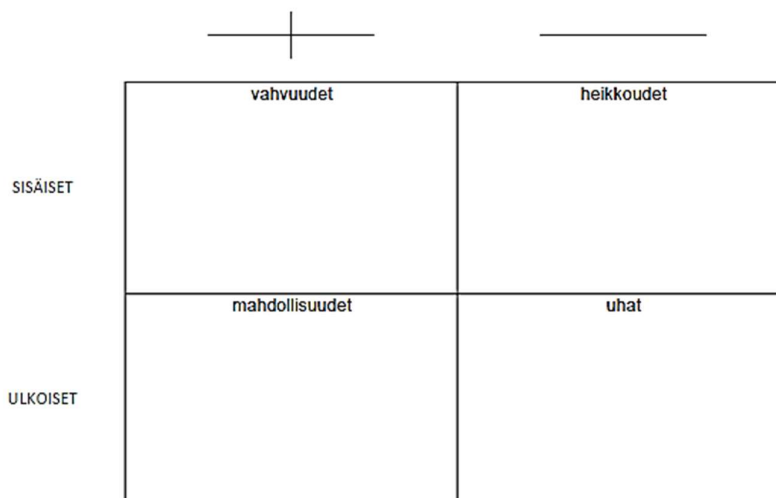 vahvuudet
heikkoudet
SISÄISET
mahdollisuudet
uhat
ULKOISET